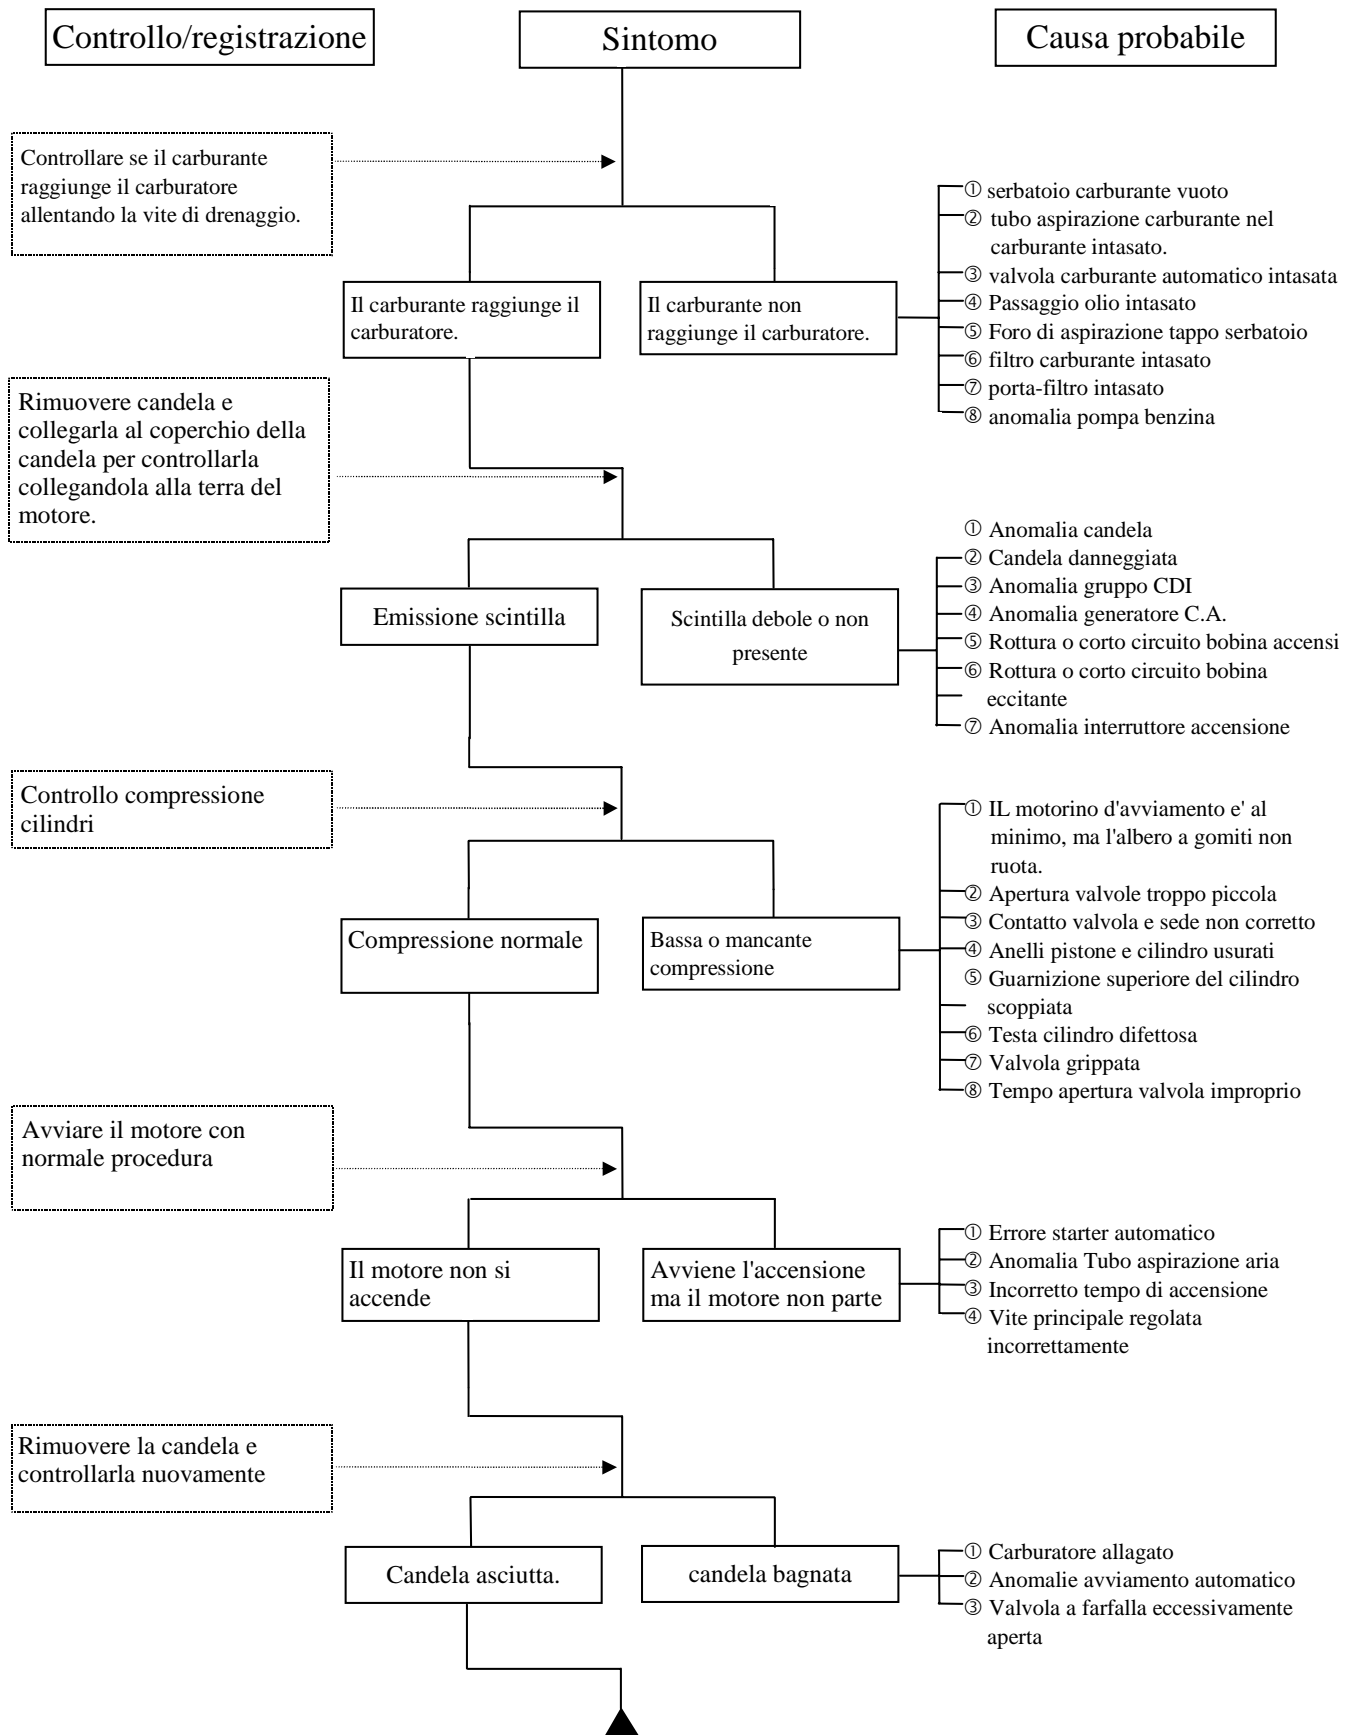 Controllo/registrazione
Sintomo
Causa probabile
Controllare se il carburante
raggiunge il carburatore
allentando la vite di drenaggio.
① serbatoio carburante vuoto
② tubo aspirazione carburante nel
carburante intasato.
③ valvola carburante automatico intasata
④ Passaggio olio intasato
⑤ Foro di aspirazione tappo serbatoio
⑥ filtro carburante intasato
⑦ porta-filtro intasato
⑧ anomalia pompa benzina
Il carburante raggiunge il
carburatore.
Il carburante non
raggiunge il carburatore.
Rimuovere candela e
collegarla al coperchio della
candela per controllarla
collegandola alla terra del
motore.
① Anomalia candela
② Candela danneggiata
③ Anomalia gruppo CDI
④ Anomalia generatore C.A.
⑤ Rottura o corto circuito bobina accensi
⑥ Rottura o corto circuito bobina
eccitante
⑦ Anomalia interruttore accensione
Emissione scintilla
Scintilla debole o non
presente
Controllo compressione
cilindri
① IL motorino d'avviamento e' al
minimo, ma l'albero a gomiti non
ruota.
② Apertura valvole troppo piccola
③ Contatto valvola e sede non corretto
④ Anelli pistone e cilindro usurati
⑤ Guarnizione superiore del cilindro
scoppiata
⑥ Testa cilindro difettosa
⑦ Valvola grippata
⑧ Tempo apertura valvola improprio
Compressione normale
Bassa o mancante
compressione
Avviare il motore con
normale procedura
① Errore starter automatico
② Anomalia Tubo aspirazione aria
③ Incorretto tempo di accensione
④ Vite principale regolata
incorrettamente
Il motore non si
accende
Avviene l'accensione
ma il motore non parte
Rimuovere la candela e
controllarla nuovamente
Candela asciutta.
candela bagnata
① Carburatore allagato
② Anomalie avviamento automatico
③ Valvola a farfalla eccessivamente
aperta